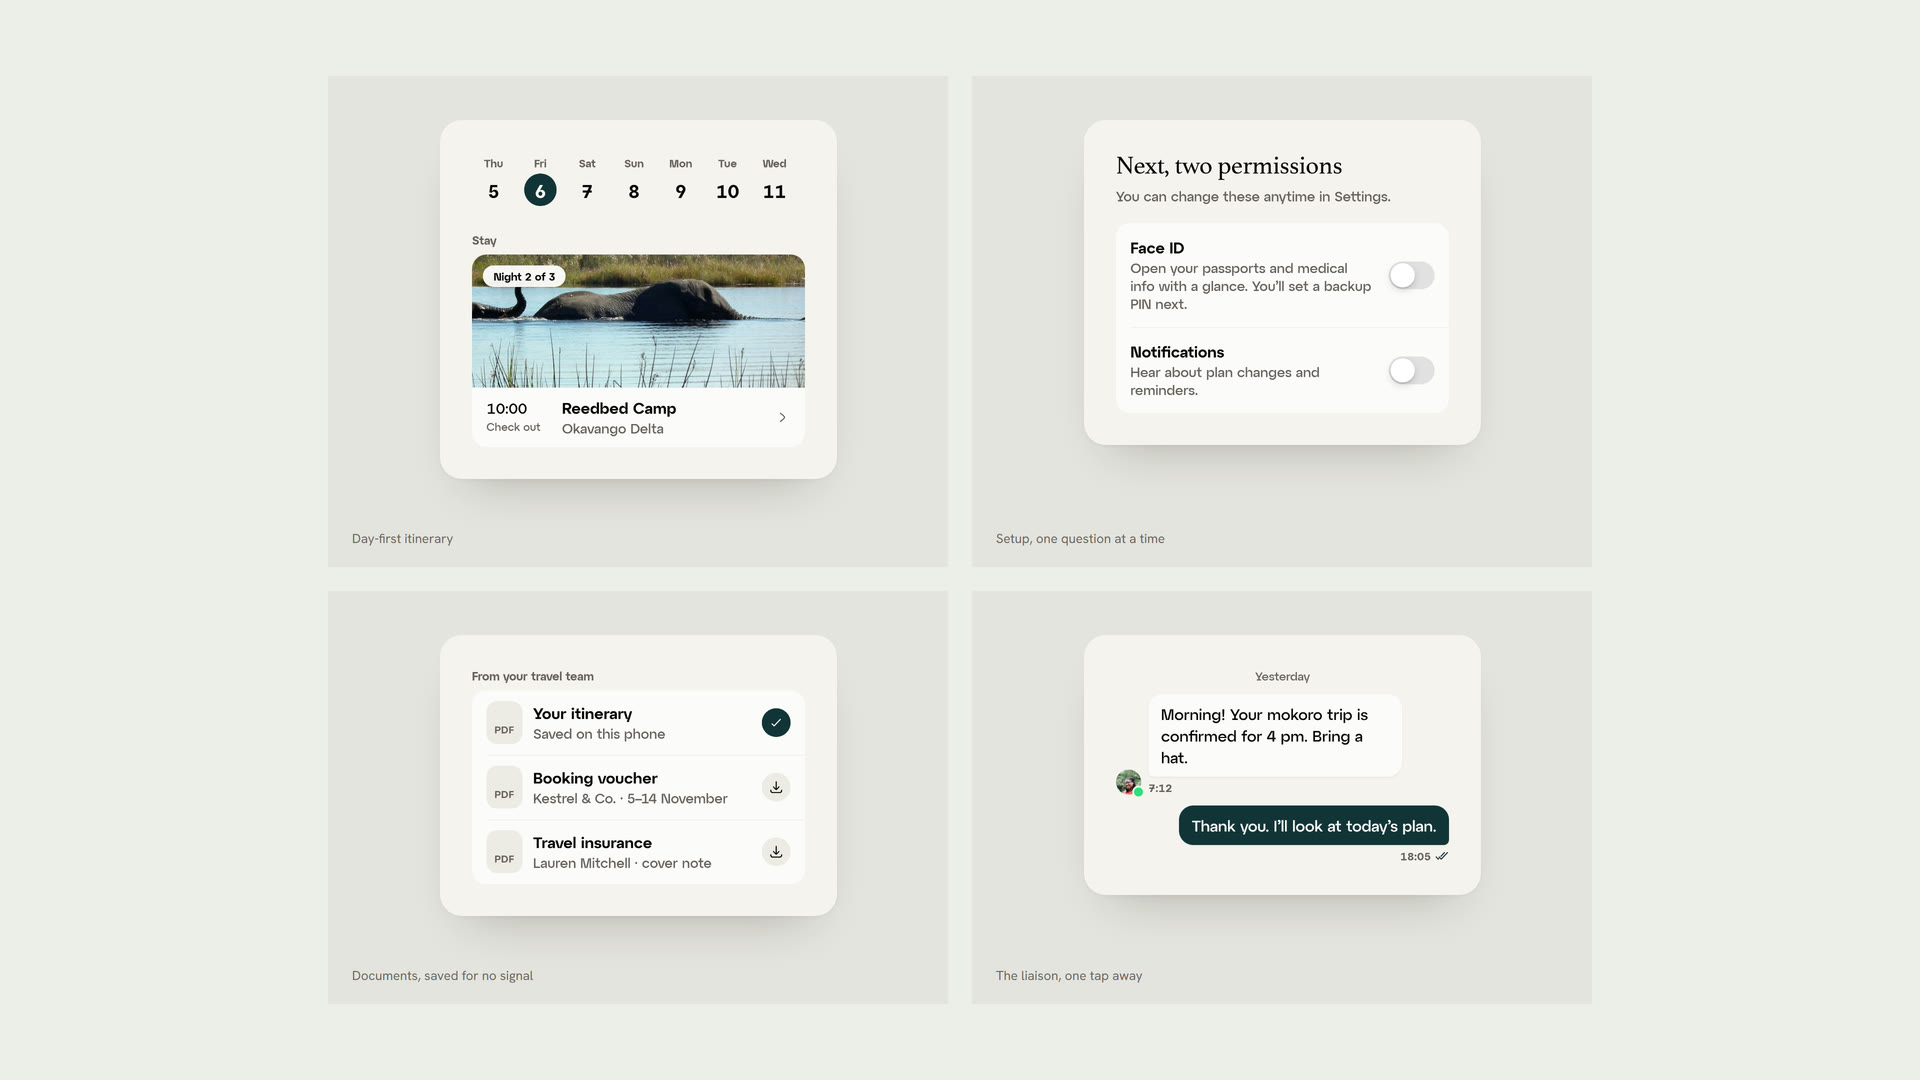 Thu Fri Sat Sun Mon Tue Wed
5 6 7 8 9 10 11
Stay
Night 2 of 3
10:00 Reedbed Camp
Check out Okavango Delta
Day-first itinerary
Next, two permissions
You can change these anytime in Settings.
Face ID
Open your passports and medical
info with a glance. You’ll set a backup
PIN next.
Notifications
Hear about plan changes and
reminders.
Setup, one question at a time
From your travel team
PDF Your itinerary
Saved on this phone
PDF Booking voucher
Kestrel & Co. · 5–14 November
PDF Travel insurance
Lauren Mitchell · cover note
Documents, saved for no signal
Yesterday
Morning! Your mokoro trip is
confirmed for 4 pm. Bring a
hat.
7:12
Thank you. I’ll look at today’s plan.
18:05
The liaison, one tap away